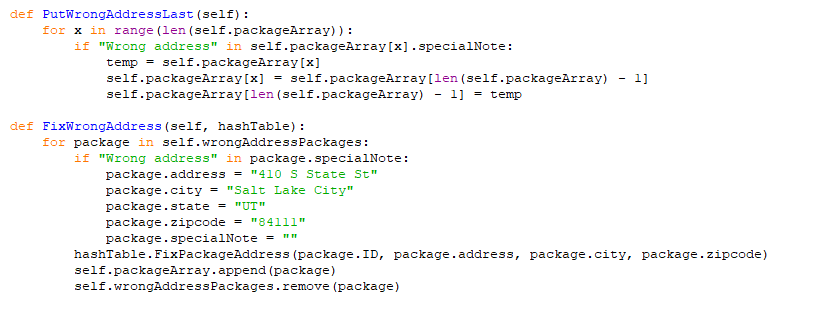 def PutWrongAddressLast(self):
    for x in range(len(self.packageArray)):
        if "Wrong address" in self.packageArray[x].specialNote:
            temp = self.packageArray[x]
            self.packageArray[x] = self.packageArray[len(self.packageArray) - 1]
            self.packageArray[len(self.packageArray) - 1] = temp

def FixWrongAddress(self, hashTable):
    for package in self.wrongAddressPackages:
        if "Wrong address" in package.specialNote:
            package.address = "410 S State St"
            package.city = "Salt Lake City"
            package.state = "UT"
            package.zipcode = "84111"
            package.specialNote = ""
        hashTable.FixPackageAddress(package.ID, package.address, package.city, package.zipcode)
        self.packageArray.append(package)
        self.wrongAddressPackages.remove(package)